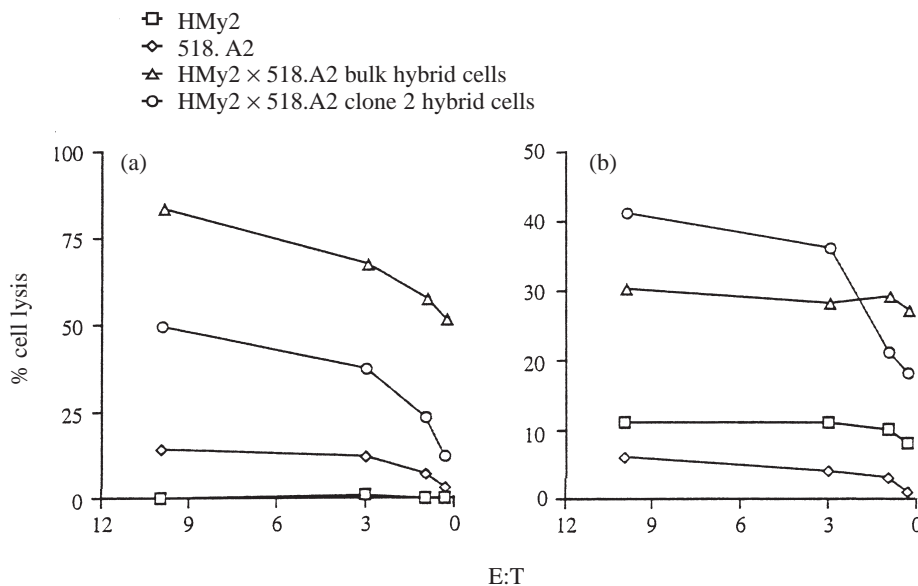 HMy2
518. A2
HMy2 × 518.A2 bulk hybrid cells
HMy2 × 518.A2 clone 2 hybrid cells
(a)
(b)
100
75
50
25
0
50
40
30
20
10
0
% cell lysis
12 9 6 3 0
12 9 6 3 0
E:T